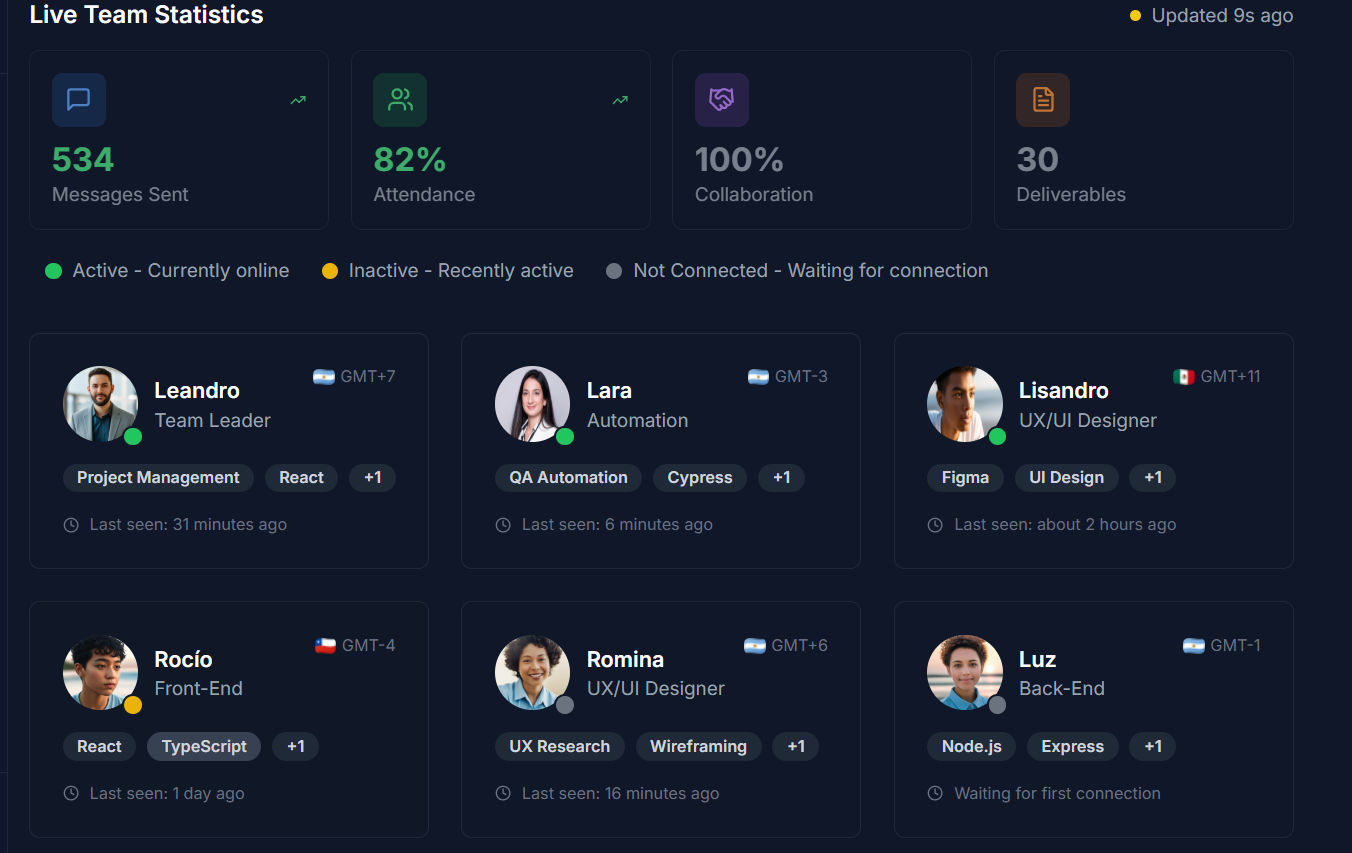 Live Team Statistics
Updated 9s ago
534
Messages Sent
82%
Attendance
100%
Collaboration
30
Deliverables
Active - Currently online
Inactive - Recently active
Not Connected - Waiting for connection
Leandro
GMT+7
Team Leader
Project Management React +1
Last seen: 31 minutes ago
Lara
GMT-3
Automation
QA Automation Cypress +1
Last seen: 6 minutes ago
Lisandro
GMT+11
UX/UI Designer
Figma UI Design +1
Last seen: about 2 hours ago
Rocío
GMT-4
Front-End
React TypeScript +1
Last seen: 1 day ago
Romina
GMT+6
UX/UI Designer
UX Research Wireframing +1
Last seen: 16 minutes ago
Luz
GMT-1
Back-End
Node.js Express +1
Waiting for first connection